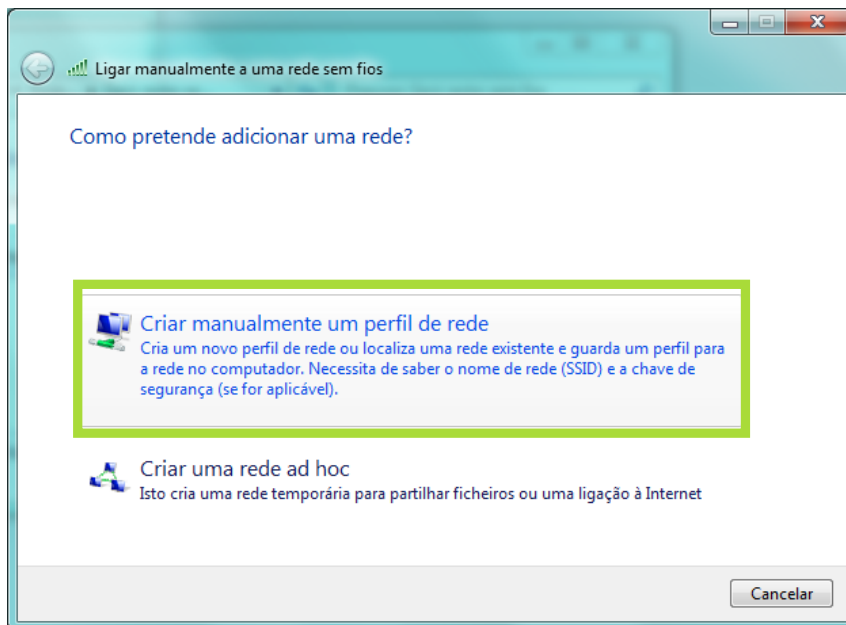 Ligar manualmente a uma rede sem fios
Como pretende adicionar uma rede?
Criar manualmente um perfil de rede
Cria um novo perfil de rede ou localiza uma rede existente e guarda um perfil para
a rede no computador. Necessita de saber o nome de rede (SSID) e a chave de
segurança (se for aplicável).
Criar uma rede ad hoc
Isto cria uma rede temporária para partilhar ficheiros ou uma ligação à Internet
Cancelar